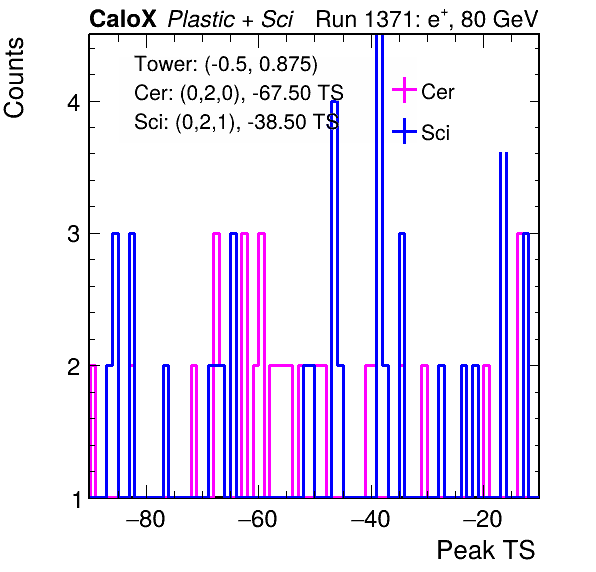 CaloX Plastic + Sci Run 1371: e+, 80 GeV
Counts
Tower: (-0.5, 0.875)
Cer: (0,2,0), -67.50 TS
Sci: (0,2,1), -38.50 TS
Cer
Sci
4
3
2
1
−80 −60 −40 −20
Peak TS